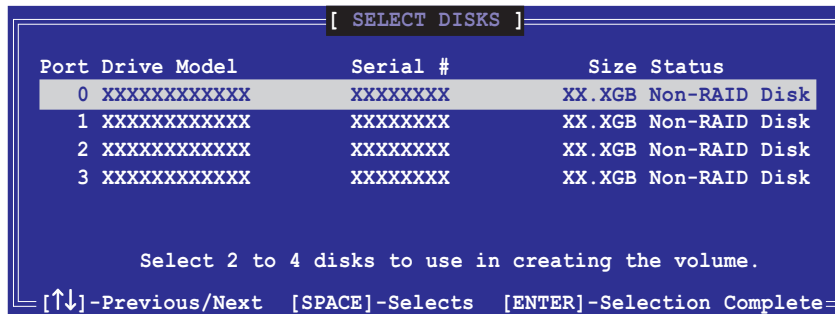 [ SELECT DISKS ]
Port Drive Model Serial # Size Status
0 XXXXXXXXXXXX XXXXXXXX XX.XGB Non-RAID Disk
1 XXXXXXXXXXXX XXXXXXXX XX.XGB Non-RAID Disk
2 XXXXXXXXXXXX XXXXXXXX XX.XGB Non-RAID Disk
3 XXXXXXXXXXXX XXXXXXXX XX.XGB Non-RAID Disk
Select 2 to 4 disks to use in creating the volume.
[↑↓]-Previous/Next [SPACE]-Selects [ENTER]-Selection Complete